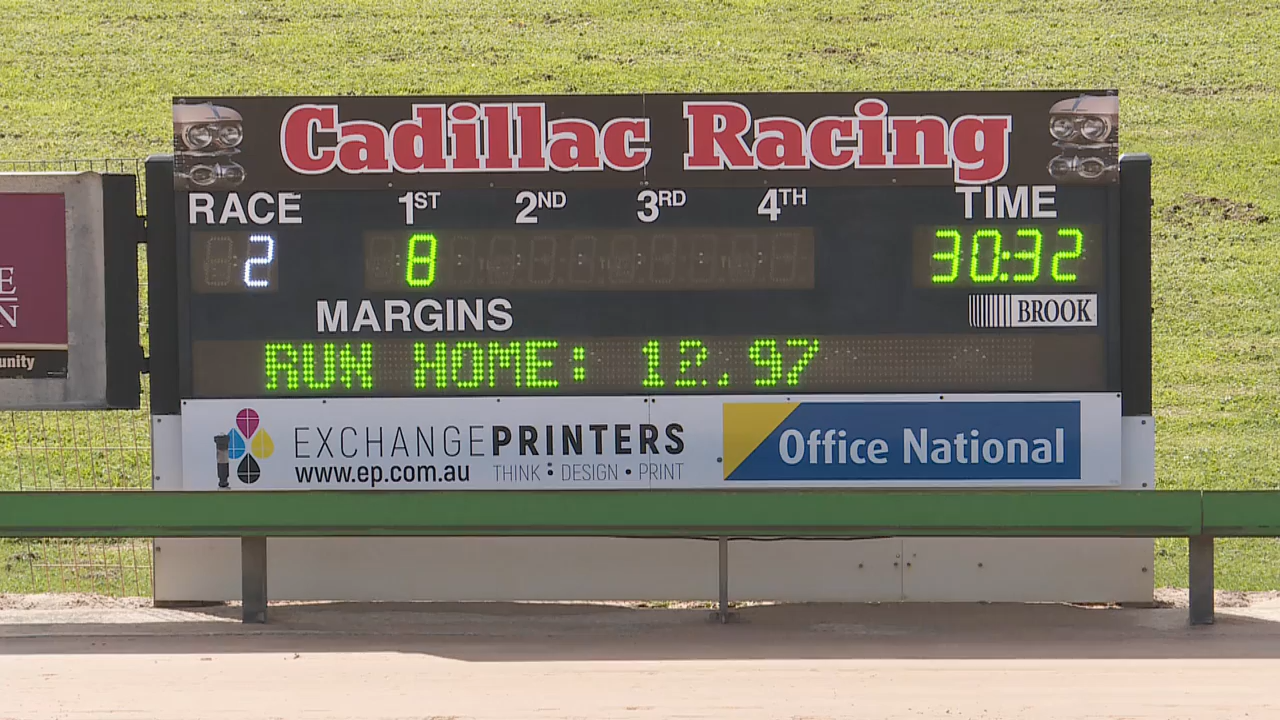 Cadillac Racing
RACE 1ST 2ND 3RD 4TH TIME
2 8 30:32
MARGINS
BROOK
RUN HOME: 12.97
EXCHANGEPRINTERS
www.ep.com.au THINK • DESIGN • PRINT
Office National
E
N
unity